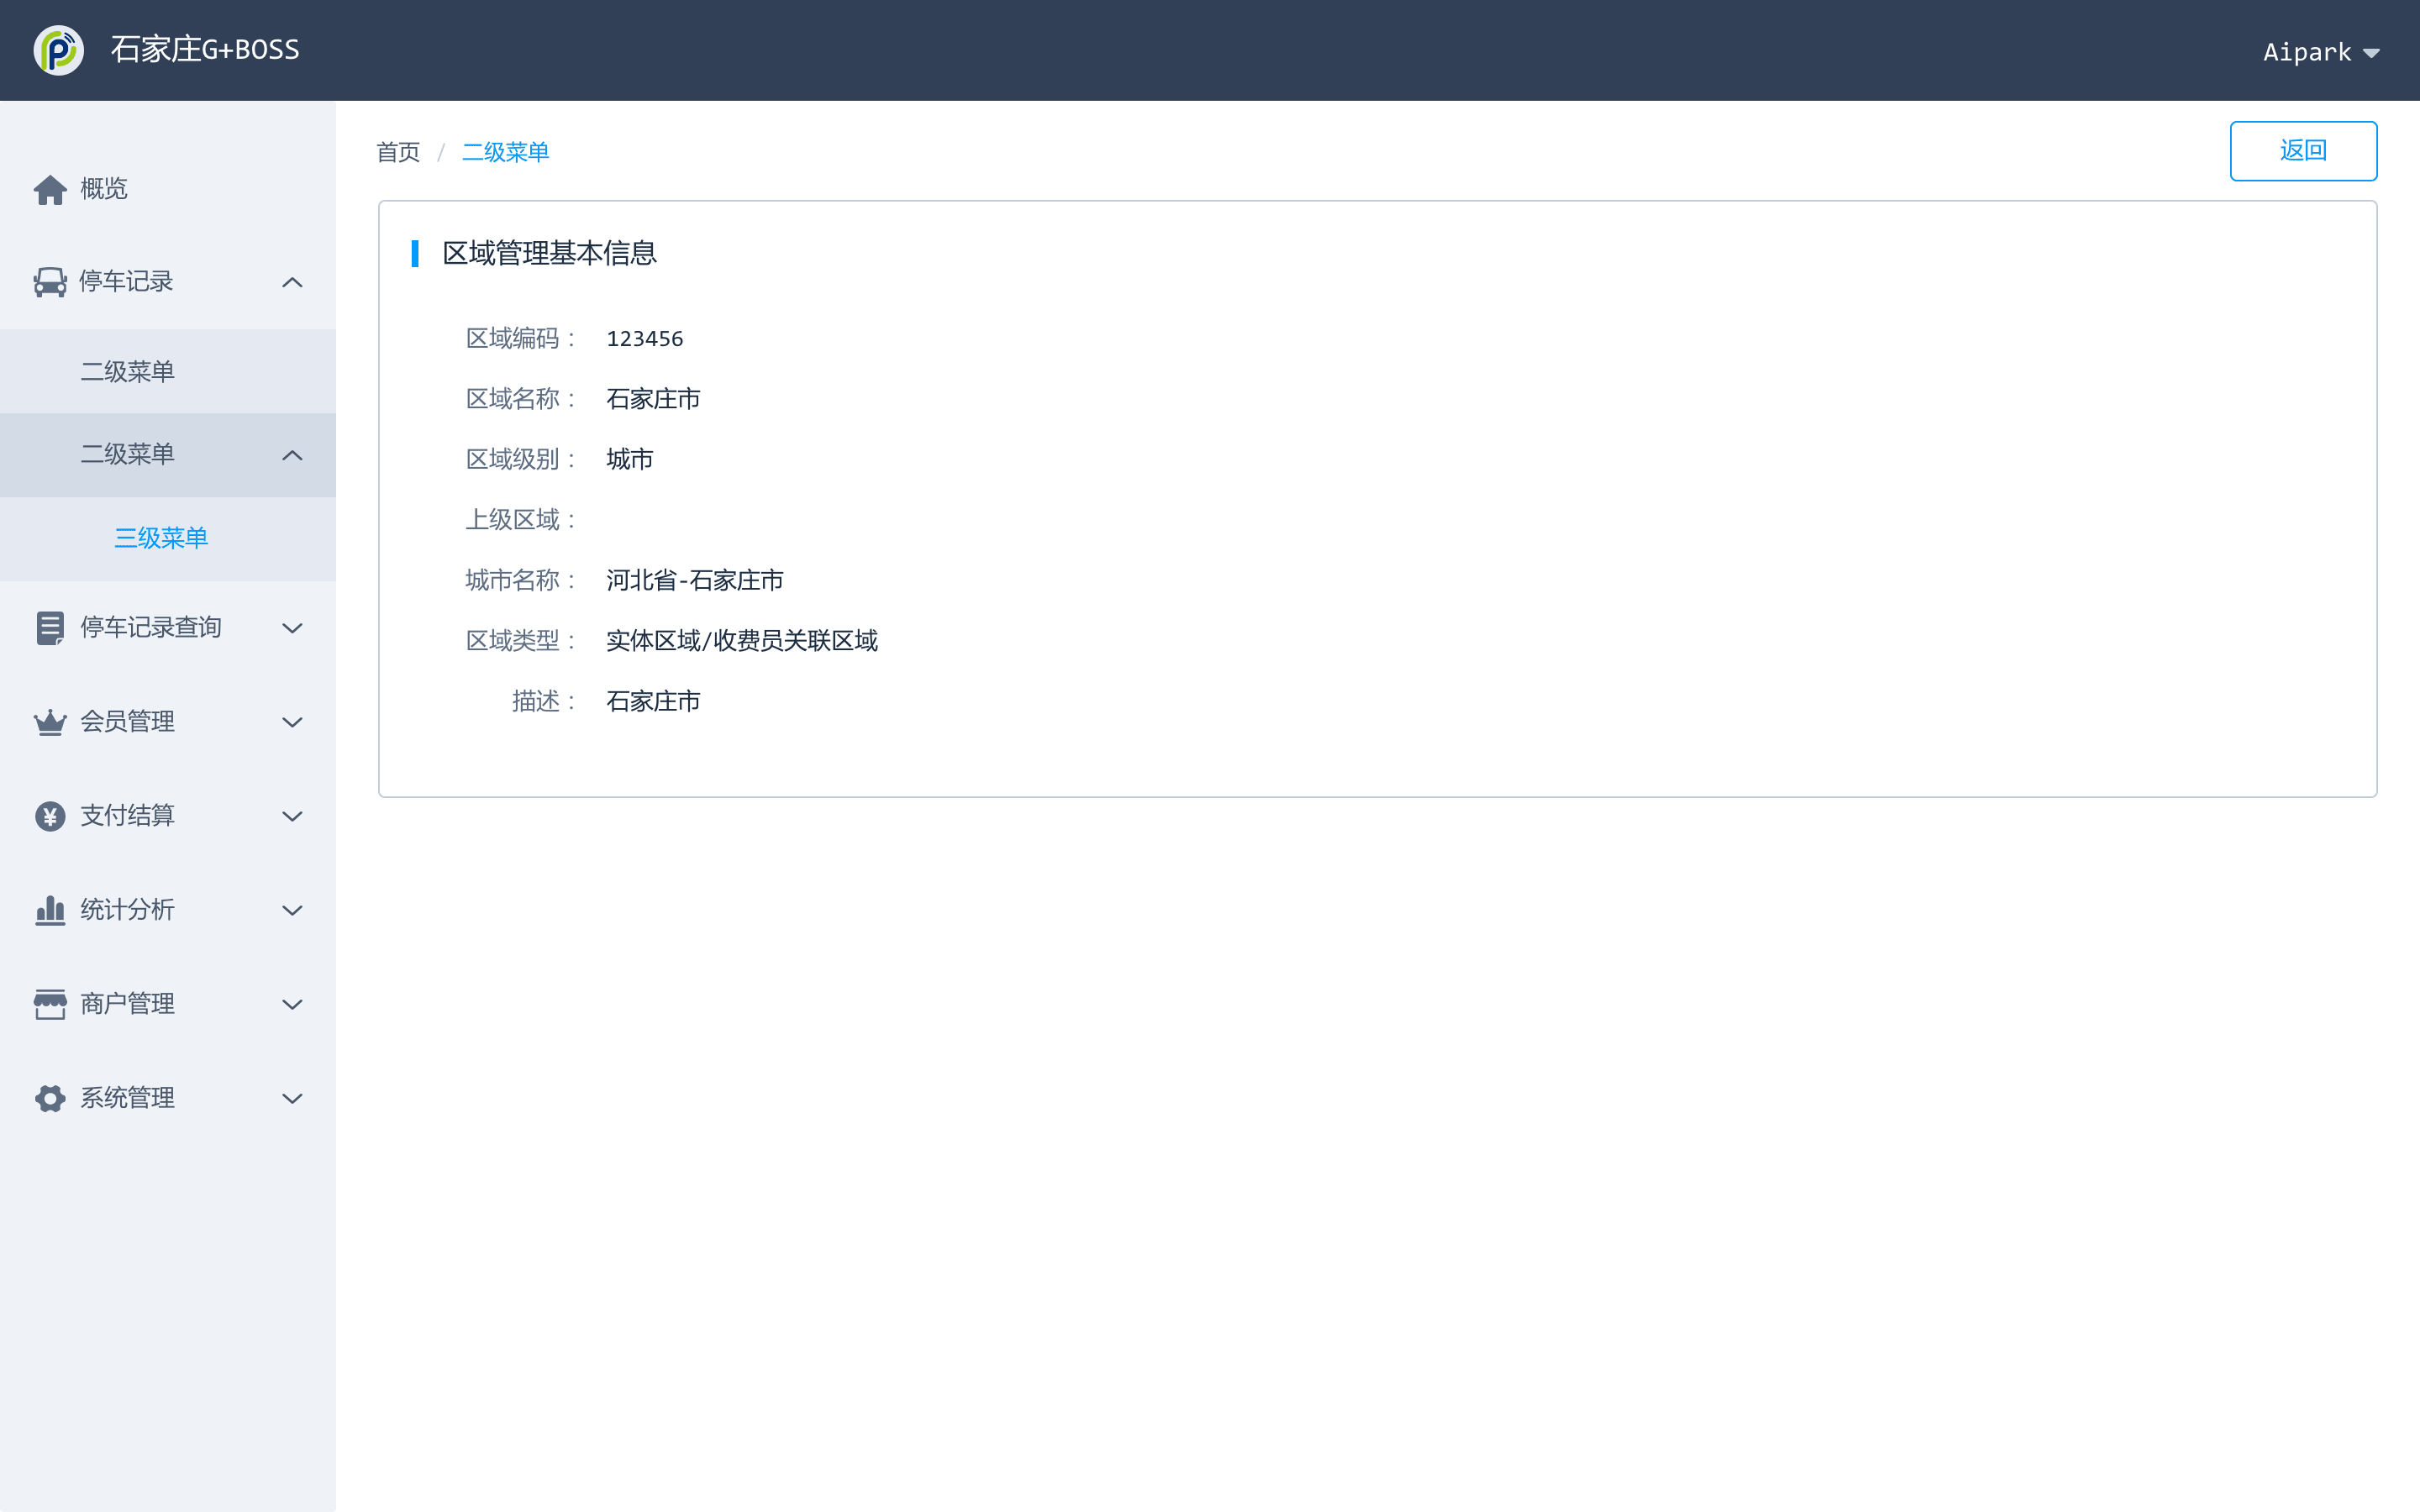 石家庄G+BOSS
Aipark
首页 / 二级菜单
返回
概览
停车记录
二级菜单
二级菜单
三级菜单
停车记录查询
会员管理
支付结算
统计分析
商户管理
系统管理
区域管理基本信息
区域编码： 123456
区域名称： 石家庄市
区域级别： 城市
上级区域：
城市名称： 河北省-石家庄市
区域类型： 实体区域/收费员关联区域
描述： 石家庄市